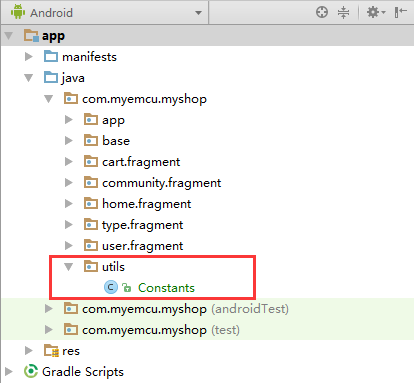 Android
app
manifests
java
com.myemcu.myshop
app
base
cart.fragment
community.fragment
home.fragment
type.fragment
user.fragment
utils
Constants
com.myemcu.myshop (androidTest)
com.myemcu.myshop (test)
res
Gradle Scripts